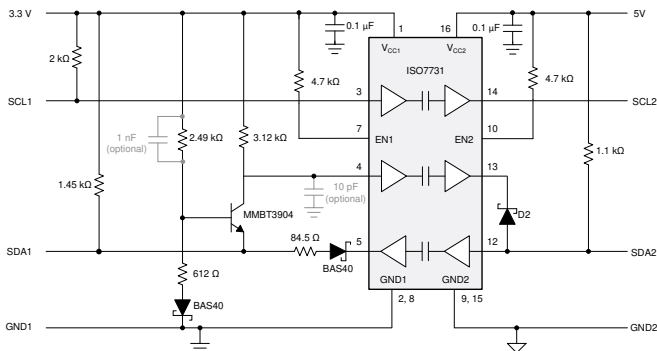 3.3 V
5V
0.1 µF
1
16
0.1 µF
VCC1
VCC2
2 kΩ
ISO7731
4.7 kΩ
4.7 kΩ
SCL1
3
14
SCL2
1 nF
(optional)
2.49 kΩ
3.12 kΩ
7
EN1
EN2
10
1.1 kΩ
4
13
1.45 kΩ
10 pF
(optional)
MMBT3904
D2
84.5 Ω
SDA1
5
12
SDA2
BAS40
612 Ω
GND1
GND2
BAS40
2, 8
9, 15
GND1
GND2